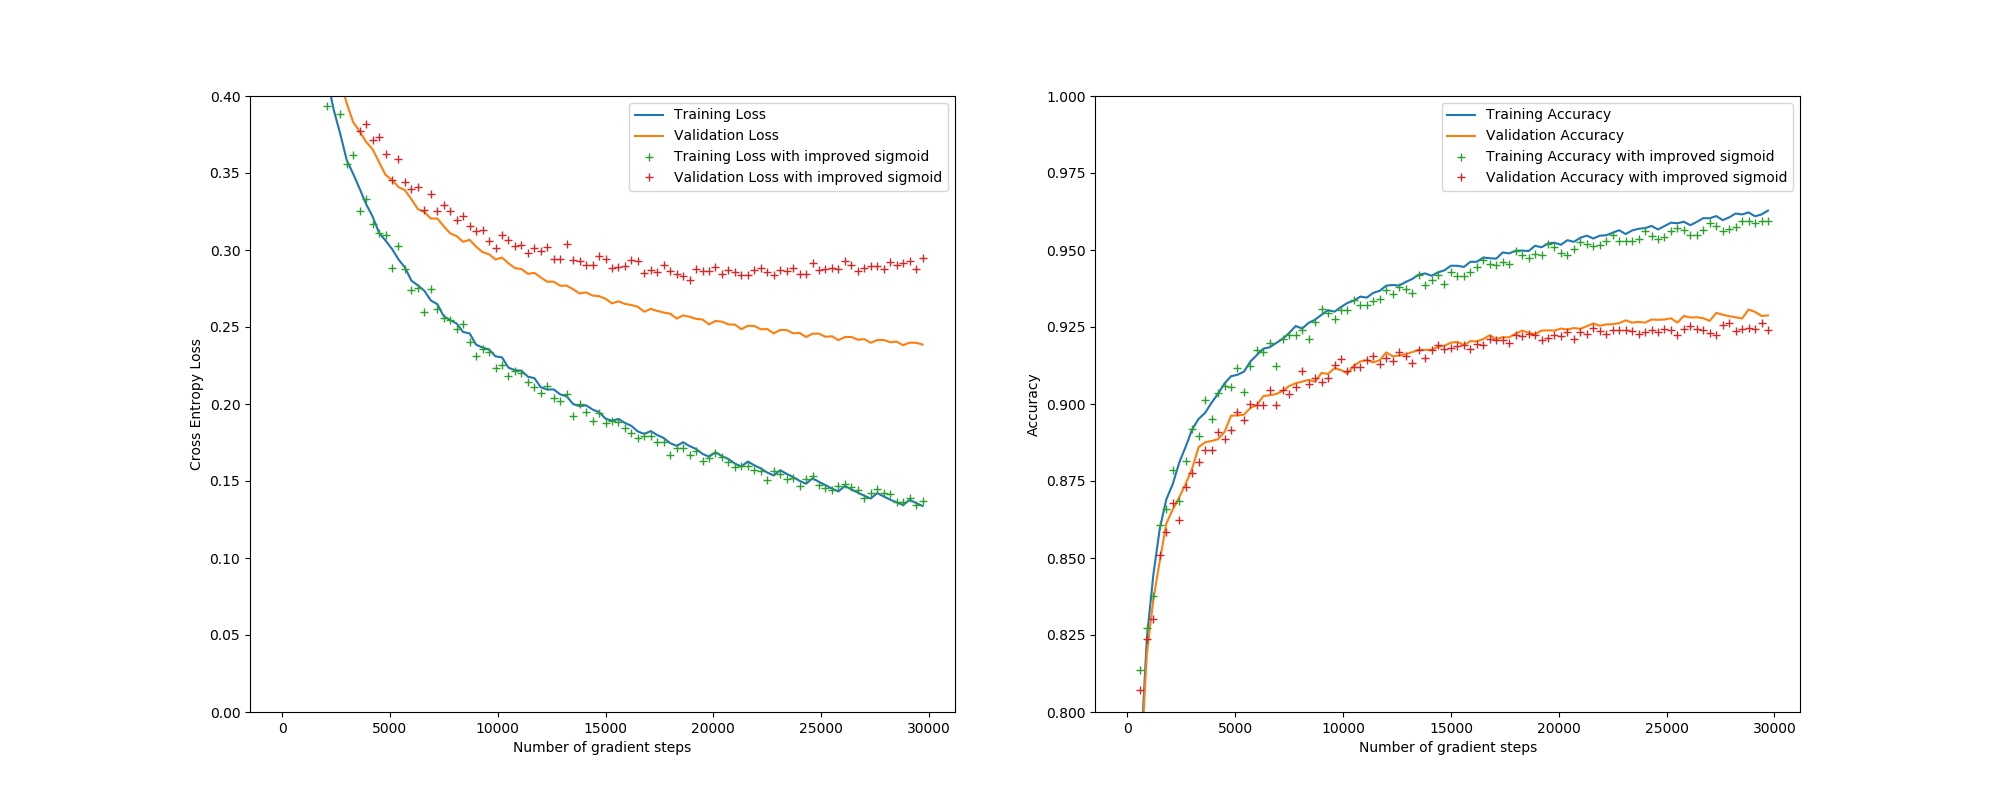 0.40
0.35
0.30
0.25
0.20
0.15
0.10
0.05
0.00
Cross Entropy Loss
Training Loss
Validation Loss
Training Loss with improved sigmoid
Validation Loss with improved sigmoid
0
5000
10000
15000
20000
25000
30000
Number of gradient steps
1.000
0.975
0.950
0.925
0.900
0.875
0.850
0.825
0.800
Accuracy
Training Accuracy
Validation Accuracy
Training Accuracy with improved sigmoid
Validation Accuracy with improved sigmoid
0
5000
10000
15000
20000
25000
30000
Number of gradient steps